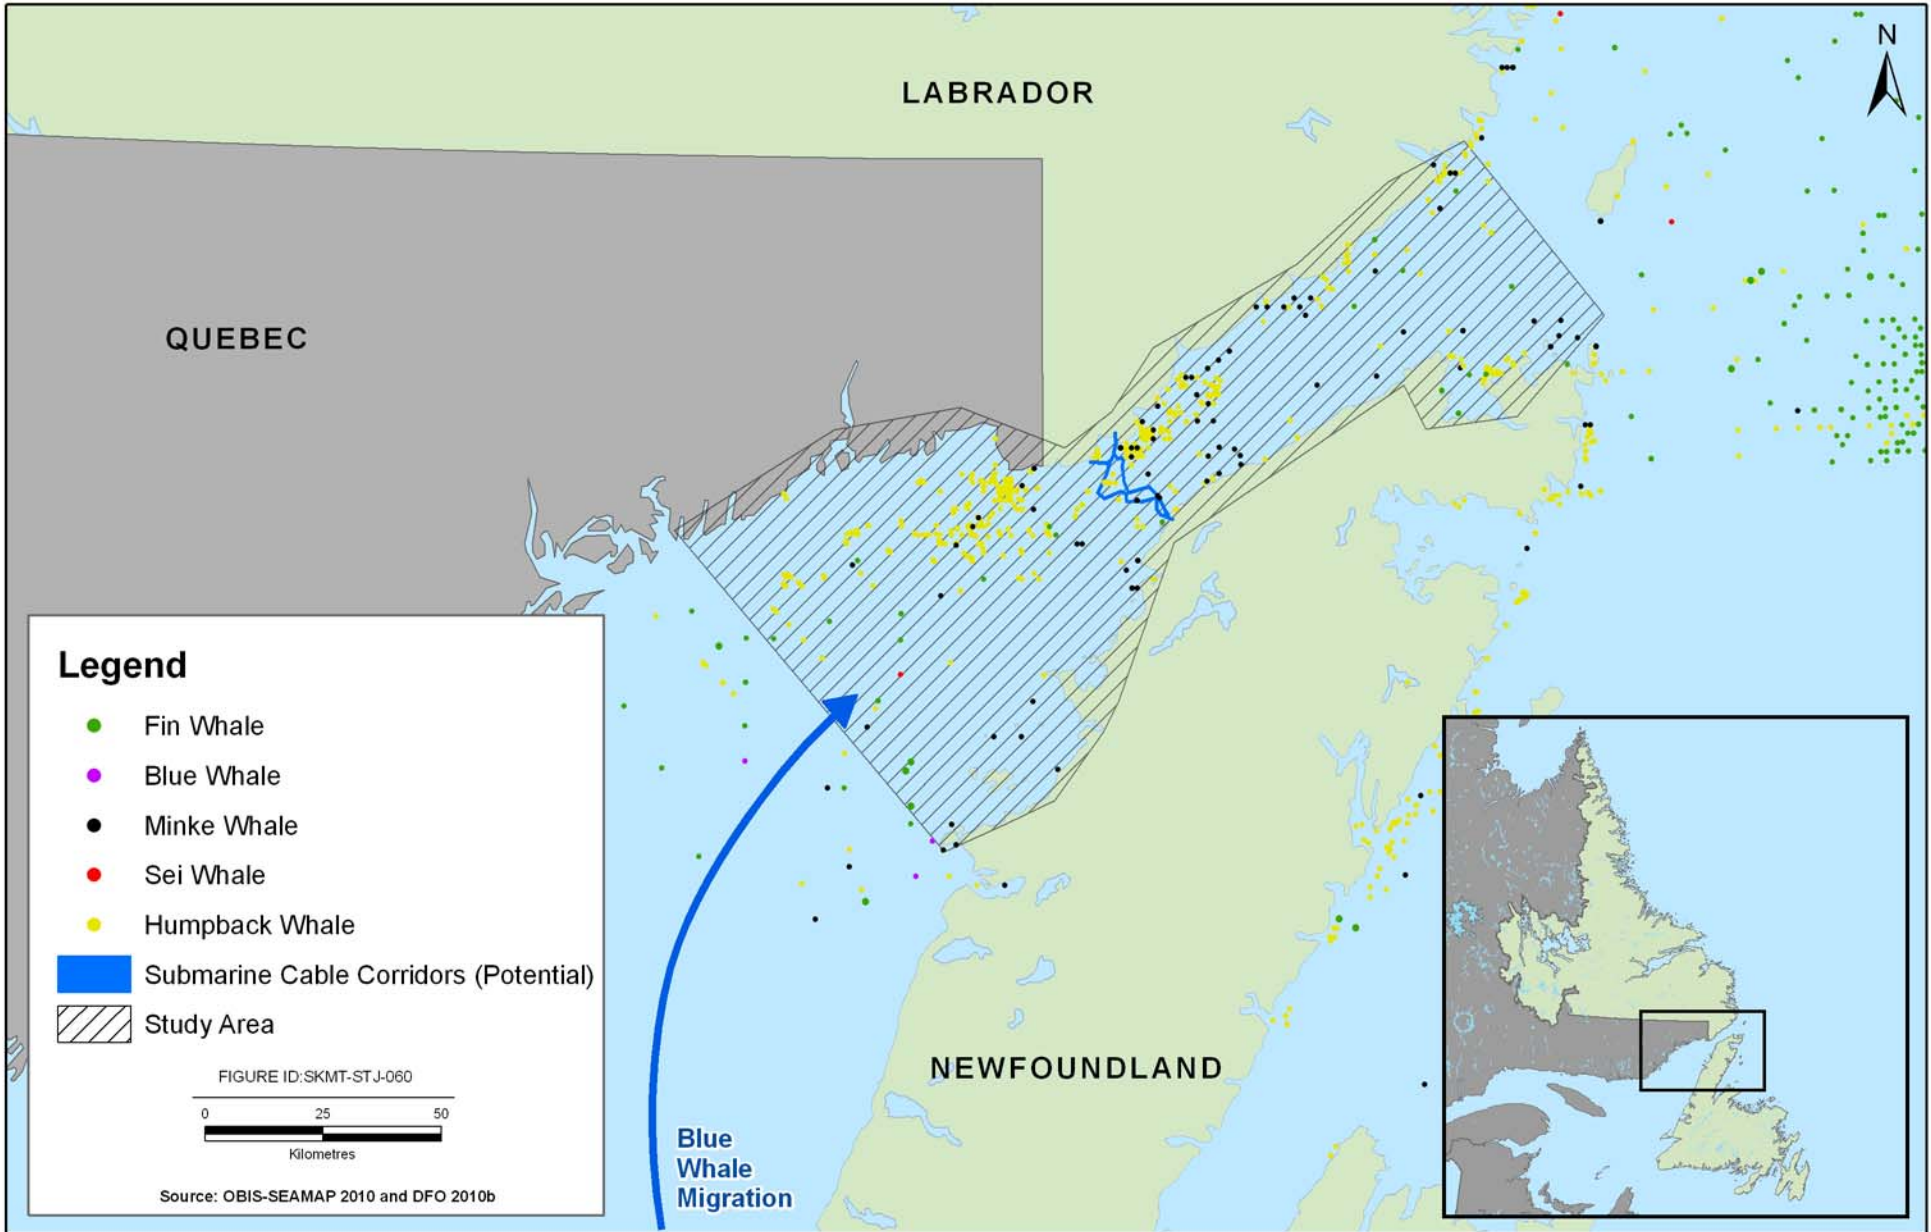 LABRADOR
N
QUEBEC
Legend
Fin Whale
Blue Whale
Minke Whale
Sei Whale
Humpback Whale
Submarine Cable Corridors (Potential)
Study Area
FIGURE ID:SKMT-STJ-060
0 25 50
Kilometres
Source: OBIS-SEAMAP 2010 and DFO 2010b
NEWFOUNDLAND
Blue
Whale
Migration